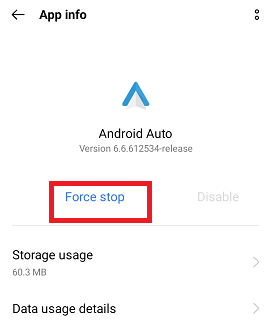 App info
Android Auto
Version 6.6.612534-release
Force stop Disable
Storage usage
60.3 MB
Data usage details